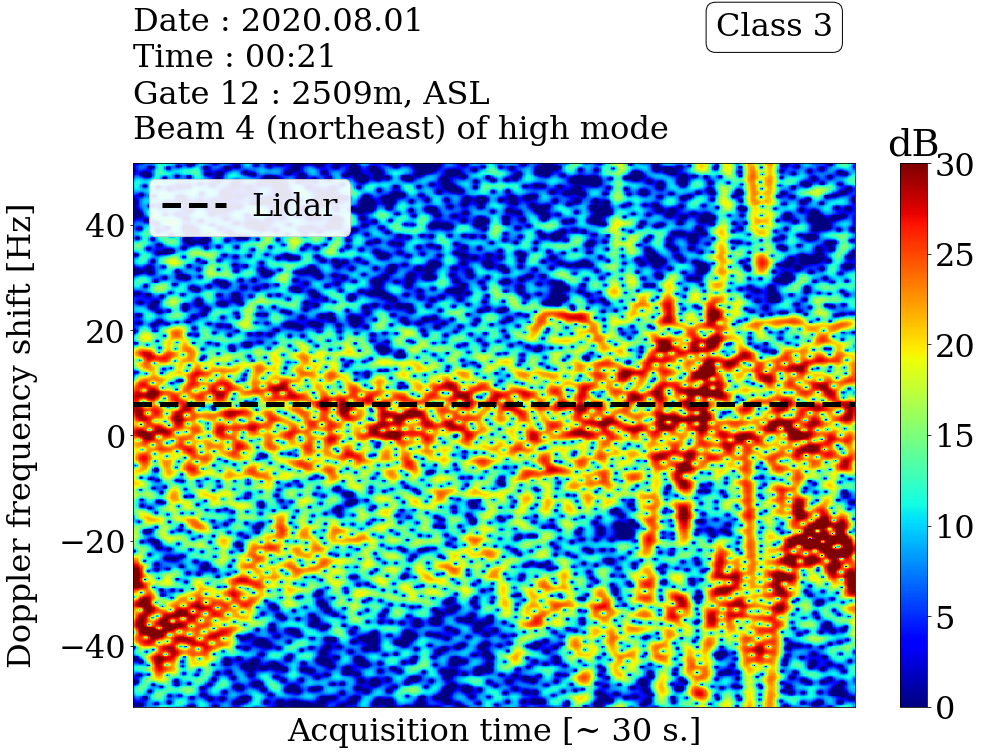 Date : 2020.08.01
Class 3
Time : 00:21
Gate 12 : 2509m, ASL
Beam 4 (northeast) of high mode
dB
Lidar
Doppler frequency shift [Hz]
40
20
0
−20
−40
30
25
20
15
10
5
0
Acquisition time [~ 30 s.]